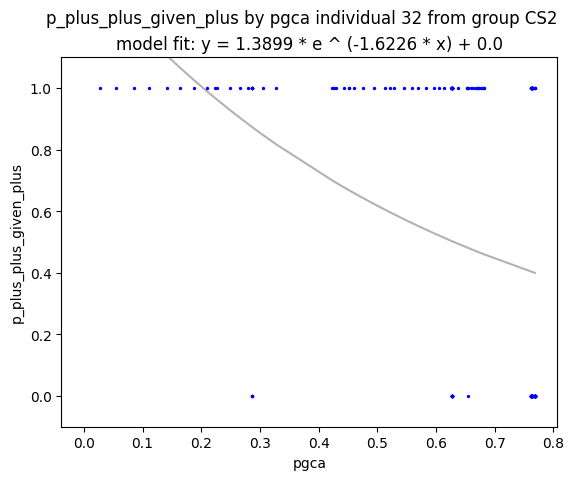 p_plus_plus_given_plus by pgca individual 32 from group CS2
model fit: y = 1.3899 * e ^ (-1.6226 * x) + 0.0
p_plus_plus_given_plus
1.0
0.8
0.6
0.4
0.2
0.0
0.0 0.1 0.2 0.3 0.4 0.5 0.6 0.7 0.8
pgca